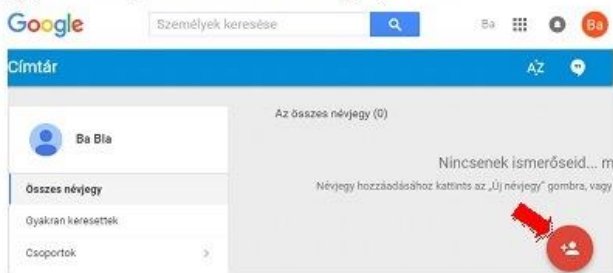 Google Személyek keresése Ba Ba
Címtár AZ
Ba Bla
Az összes névjegy (0)
Nincsenek ismerőseid... m
Összes névjegy
Névjegy hozzáadásához kattints az „Új névjegy" gombra, vagy
Gyakran keresettek
Csoportok